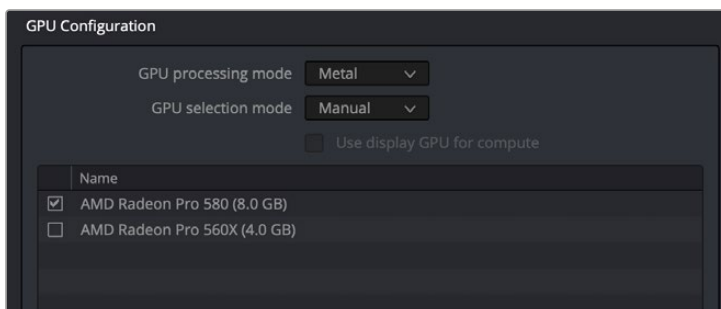 GPU Configuration
GPU processing mode Metal
GPU selection mode Manual
Use display GPU for compute
Name
AMD Radeon Pro 580 (8.0 GB)
AMD Radeon Pro 560X (4.0 GB)